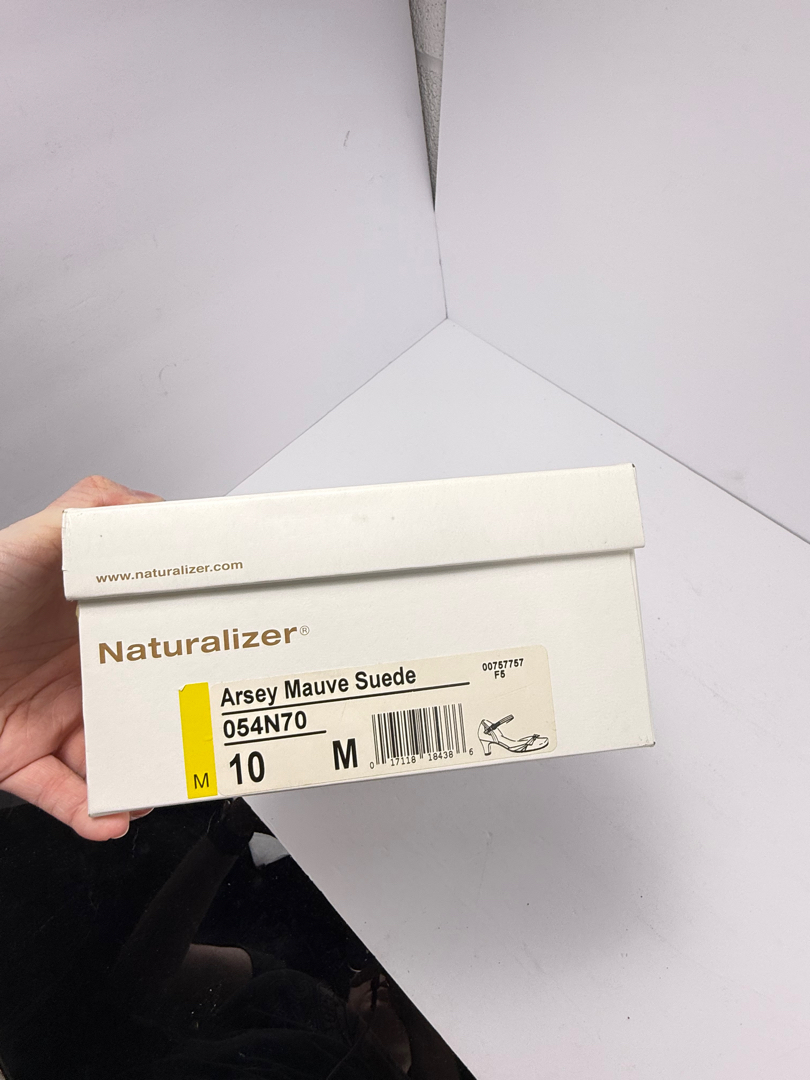 www.naturalizer.com
Naturalizer®
Arsey Mauve Suede
00757757
F5
054N70
M
10
M
0 17118 18438 6